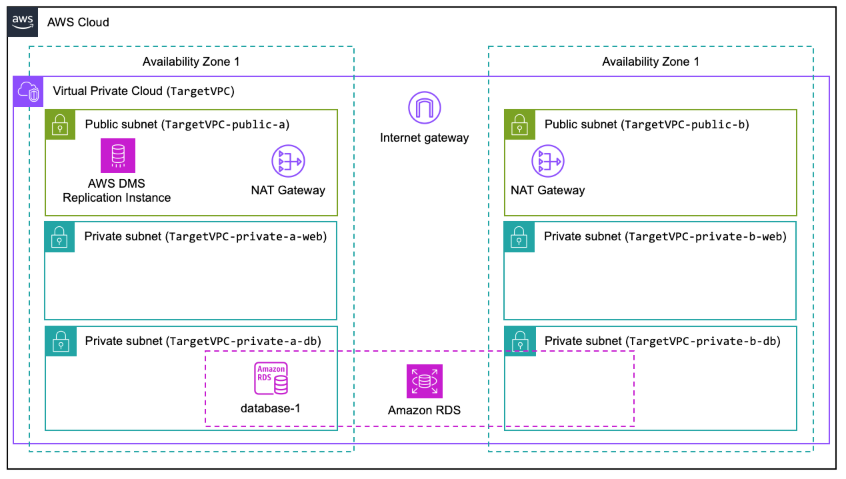 aws
AWS Cloud
Availability Zone 1
Availability Zone 1
Virtual Private Cloud (TargetVPC)
Public subnet (TargetVPC-public-a)
AWS DMS
Replication Instance
NAT Gateway
Internet gateway
Public subnet (TargetVPC-public-b)
NAT Gateway
Private subnet (TargetVPC-private-a-web)
Private subnet (TargetVPC-private-b-web)
Private subnet (TargetVPC-private-a-db)
Private subnet (TargetVPC-private-b-db)
Amazon
RDS
database-1
Amazon RDS